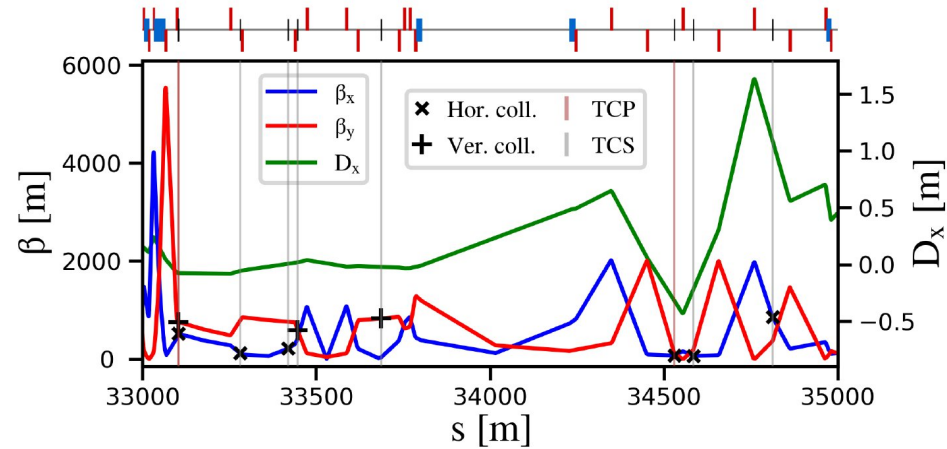 6000
4000
2000
0
β [m]
βx
βy
Dx
Hor. coll.
Ver. coll.
TCP
TCS
1.5
1.0
0.5
0.0
−0.5
Dx [m]
33000
33500
34000
34500
35000
s [m]